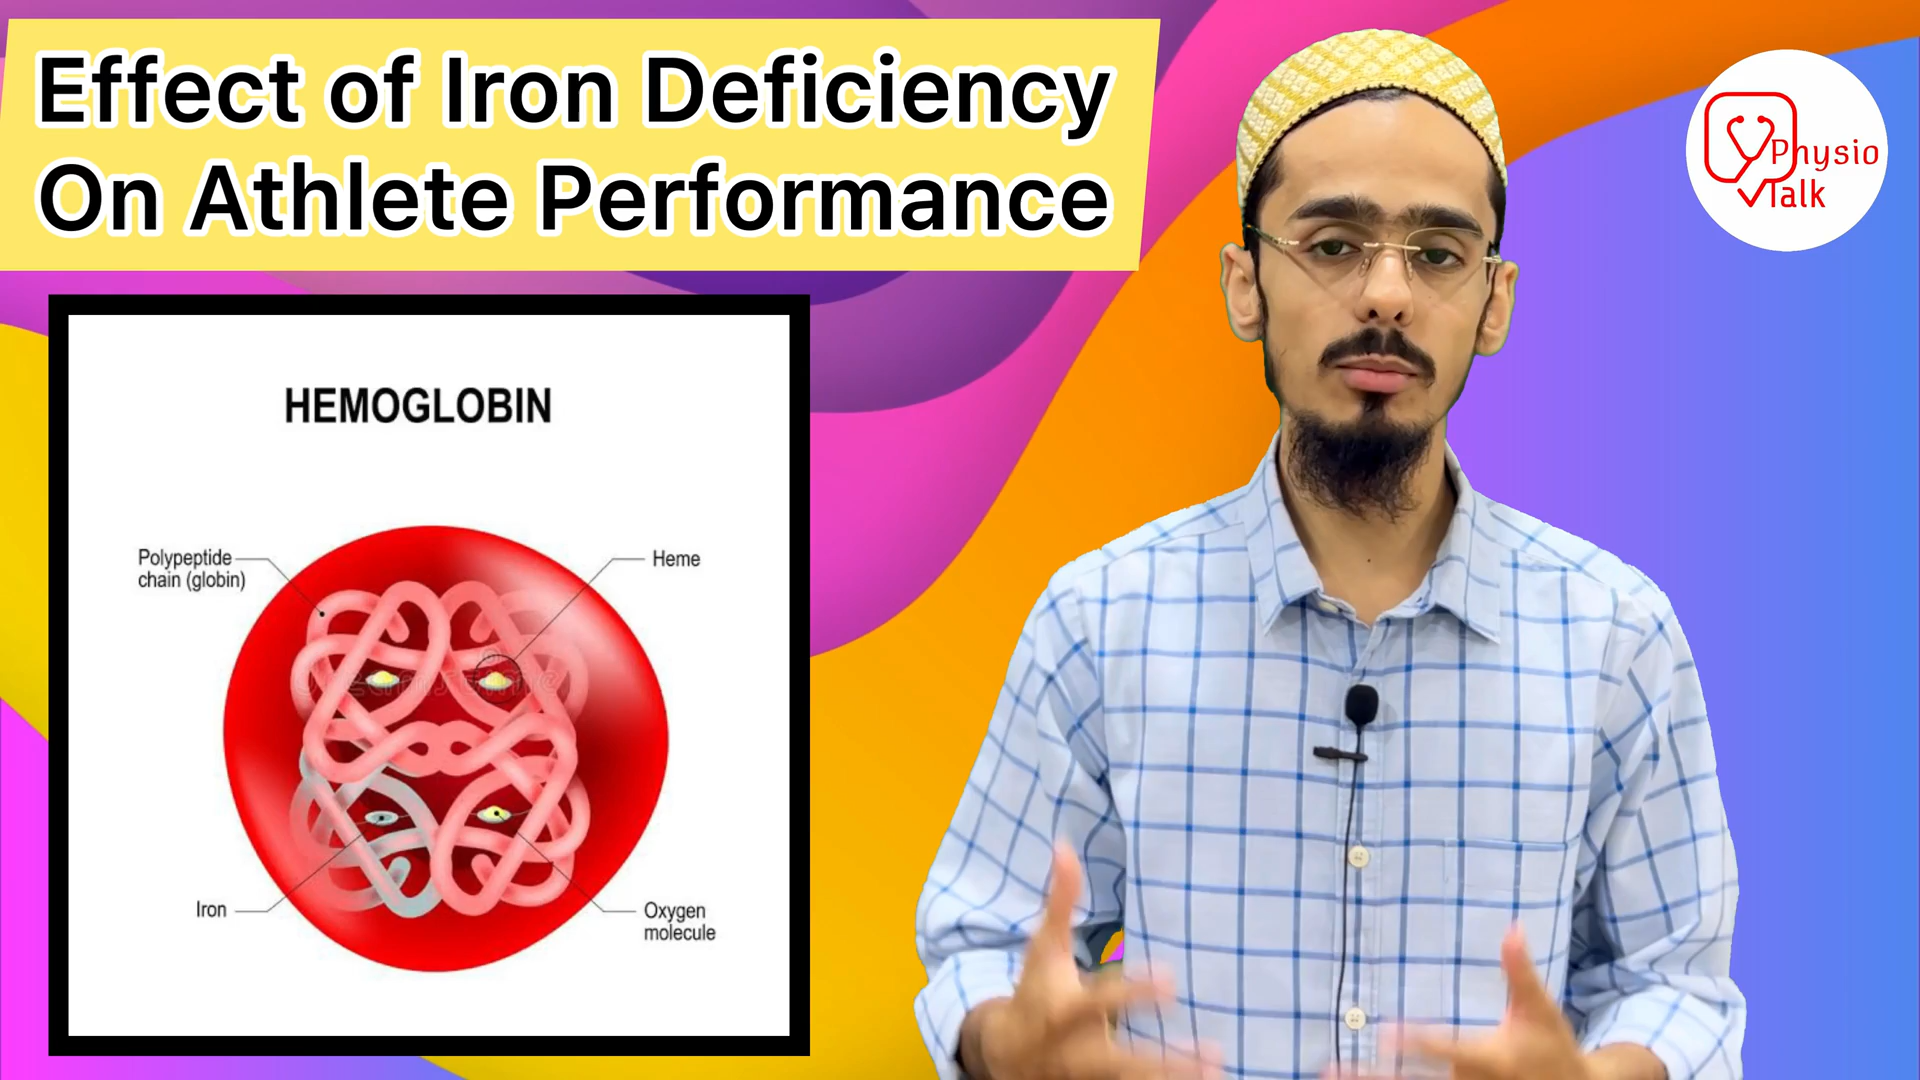 Effect of Iron Deficiency
On Athlete Performance
Physio
Talk
HEMOGLOBIN
Polypeptide
chain (globin)
Heme
Iron
Oxygen
molecule